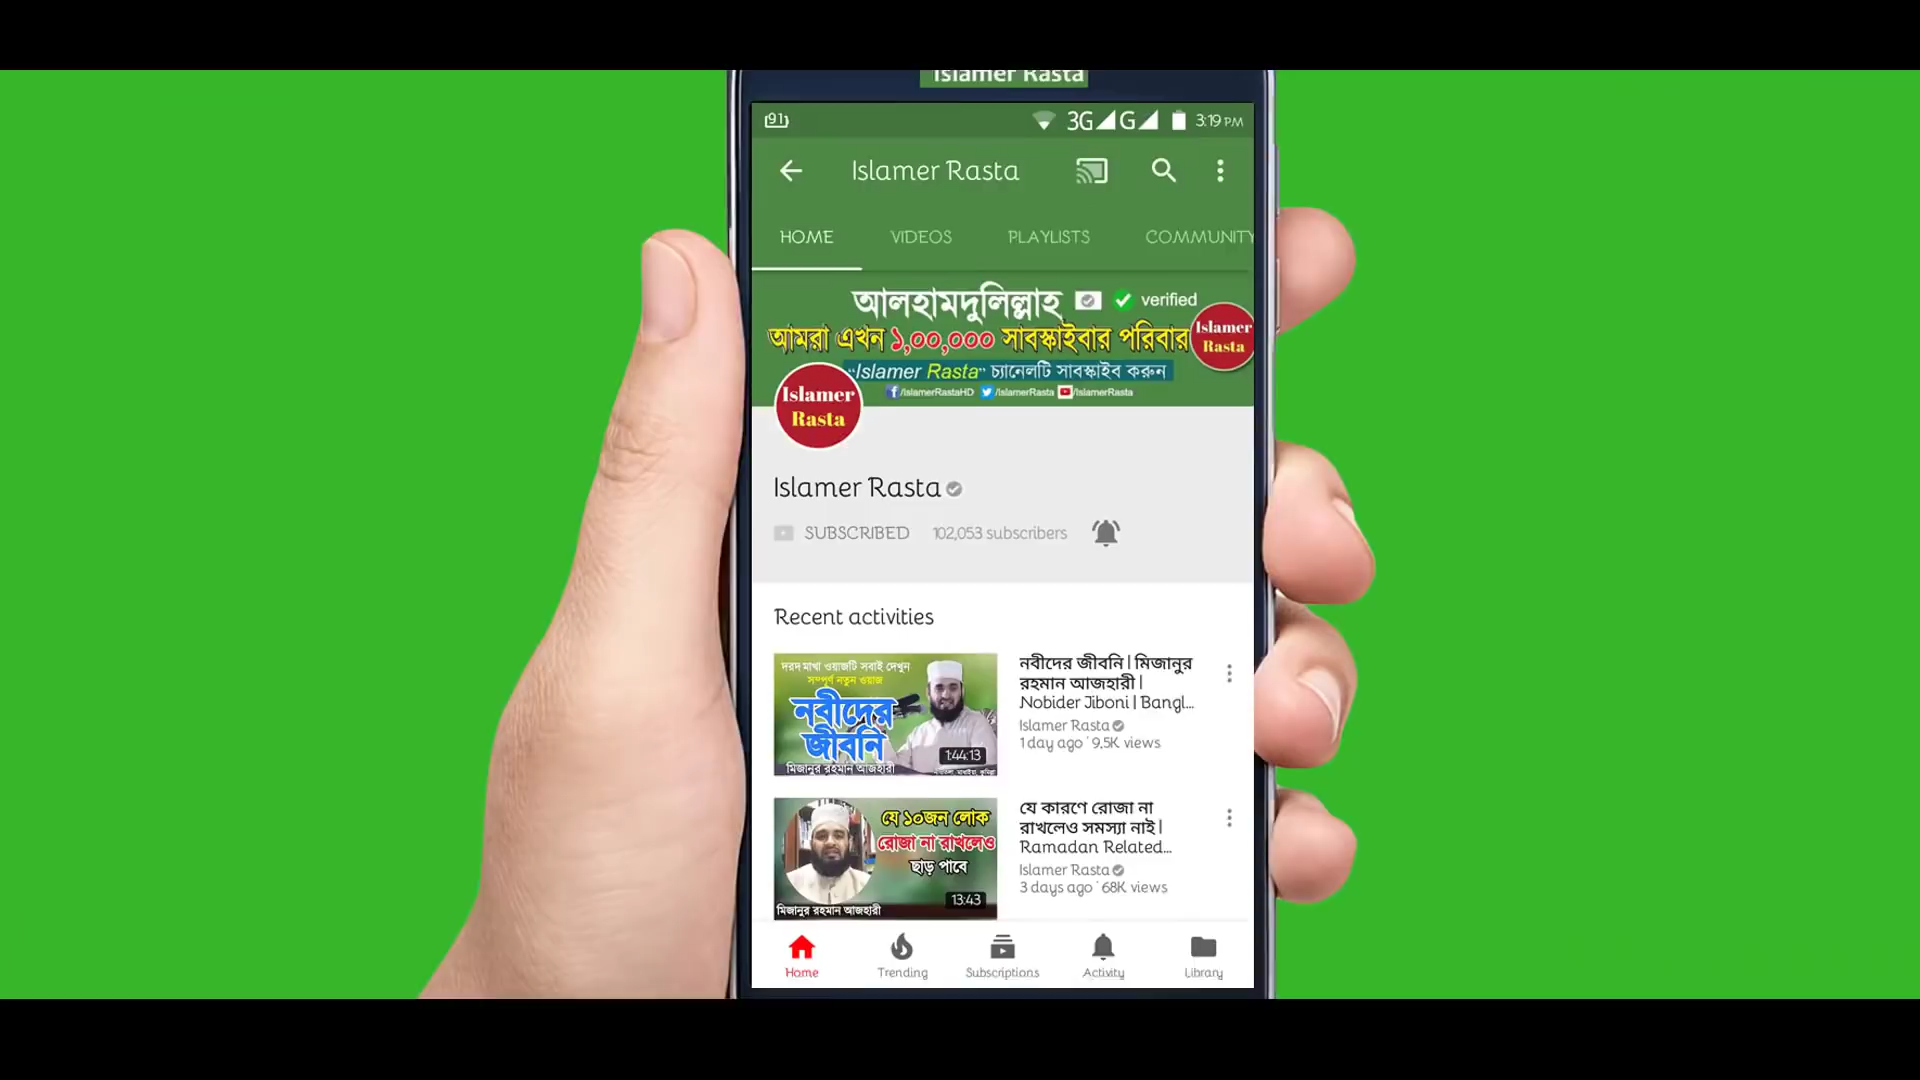 Islamer Rasta
91
3G G 3:19 PM
Islamer Rasta
HOME VIDEOS PLAYLISTS COMMUNITY
আলহামদুলিল্লাহ verified
আমরা এখন ১,০০,০০০ সাবস্ক্রাইবার পরিবার
Islamer
Rasta
"Islamer Rasta" চ্যানেলটি সাবস্ক্রাইব করুন
/IslamerRastaHD /IslamerRasta /IslamerRasta
Islamer
Rasta
Islamer Rasta
SUBSCRIBED 102,053 subscribers
Recent activities
দরদ মাখা ওয়াজটি সবাই দেখুন
সম্পূর্ণ নতুন ওয়াজ
নবীদের
জীবনি
1:44:13
মিজানুর রহমান আজহারী
নবীদের জীবনি | মিজানুর
রহমান আজহারী |
Nobider Jiboni | Bangl...
Islamer Rasta
1 day ago · 9.5K views
যে ১০জন লোক
রোজা না রাখলেও
ছাড় পাবে
13:43
মিজানুর রহমান আজহারী
যে কারণে রোজা না
রাখলেও সমস্যা নাই |
Ramadan Related...
Islamer Rasta
3 days ago · 68K views
Home Trending Subscriptions Activity Library